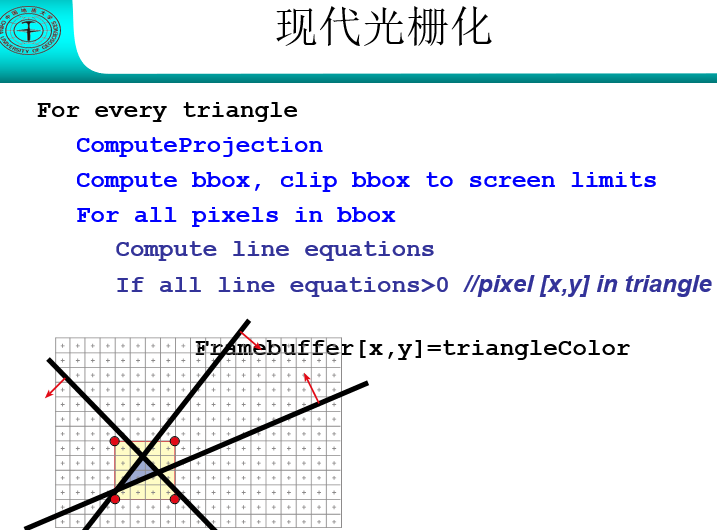 现代光栅化
For every triangle
ComputeProjection
Compute bbox, clip bbox to screen limits
For all pixels in bbox
Compute line equations
If all line equations>0 //pixel [x,y] in triangle
Framebuffer[x,y]=triangleColor